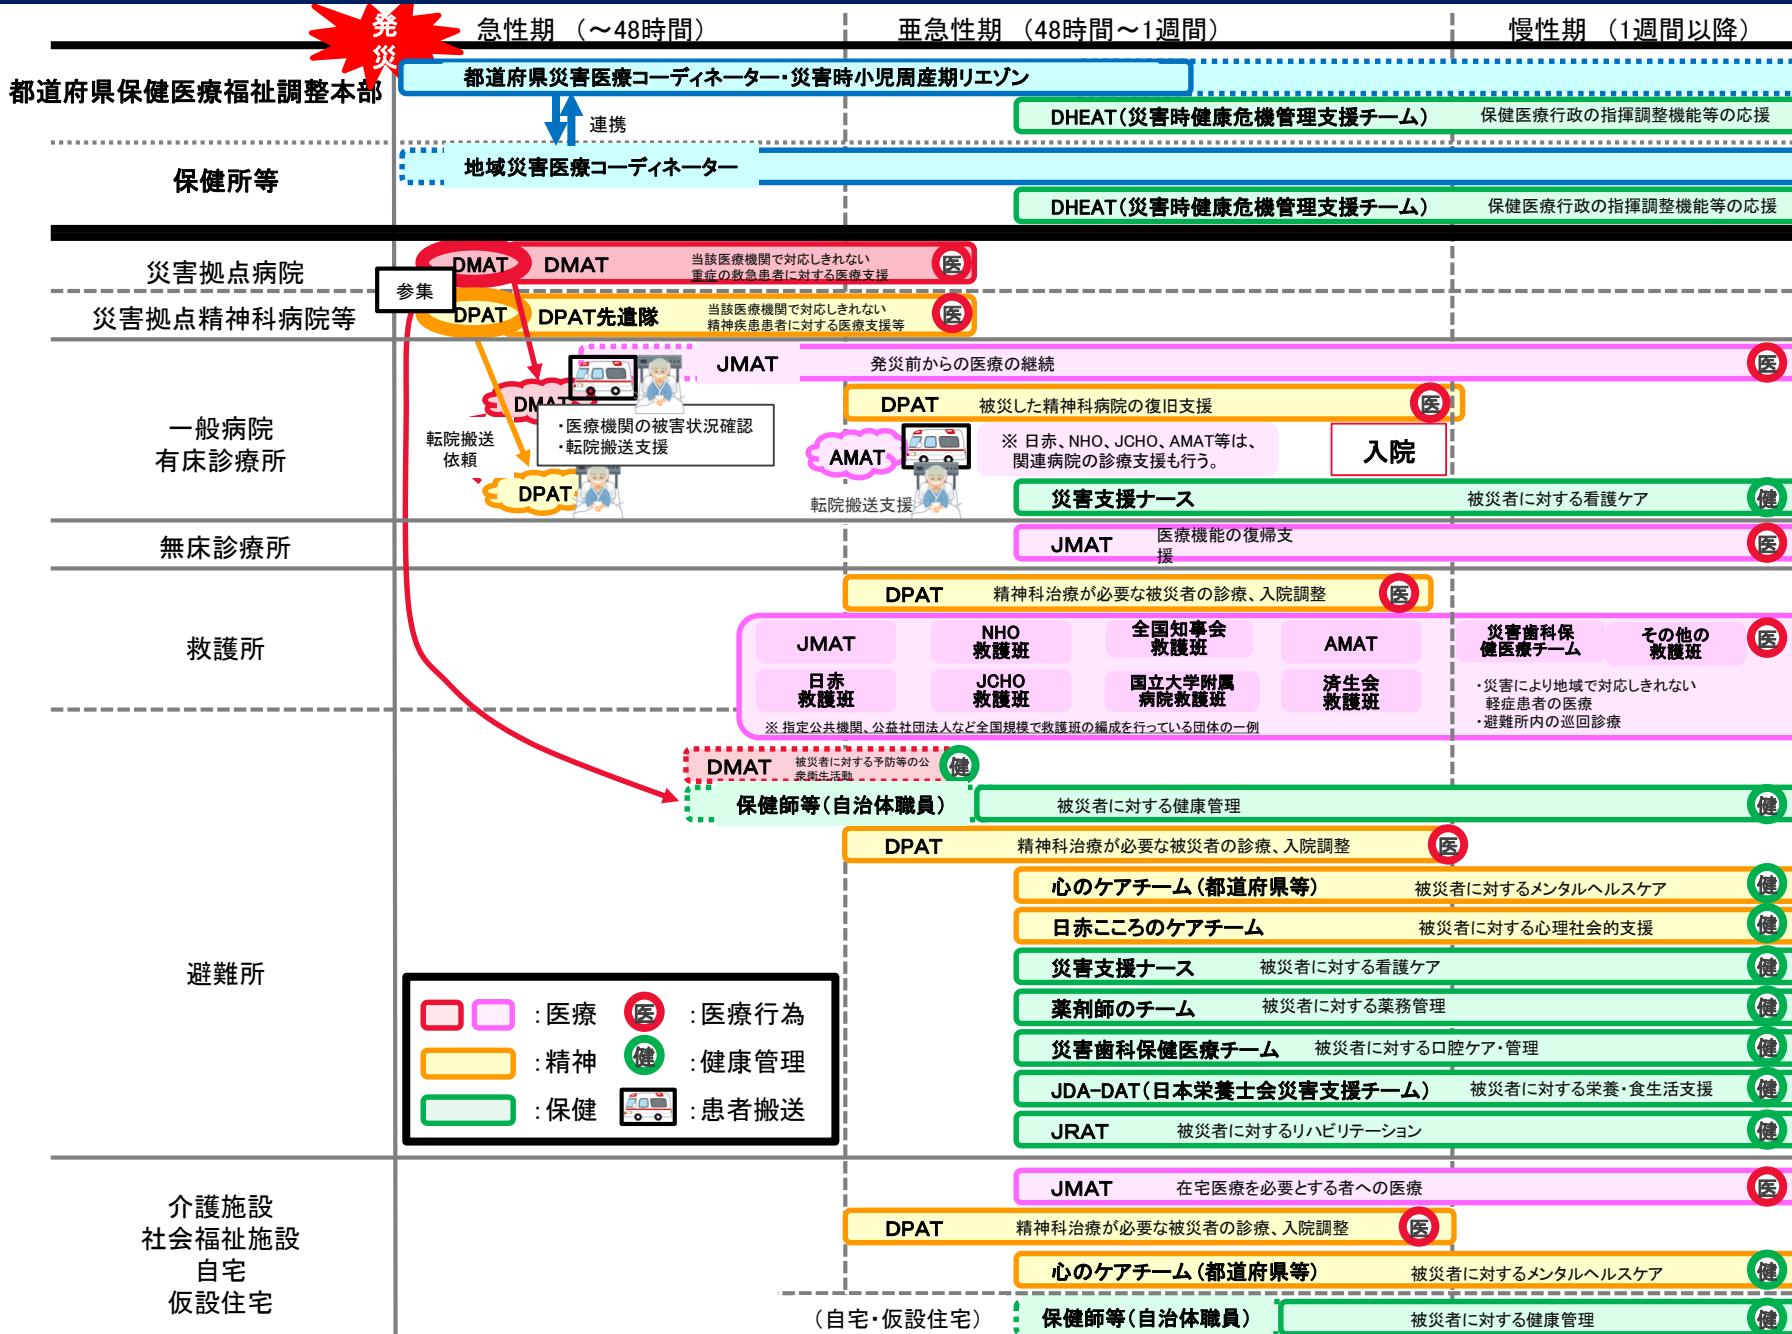 発災
急性期（～48時間）
亜急性期（48時間～1週間）
慢性期（1週間以降）
都道府県保健医療福祉調整本部
都道府県災害医療コーディネーター・災害時小児周産期リエゾン
連携
DHEAT（災害時健康危機管理支援チーム）
保健医療行政の指揮調整機能等の応援
保健所等
地域災害医療コーディネーター
DHEAT（災害時健康危機管理支援チーム）
保健医療行政の指揮調整機能等の応援
災害拠点病院
DMAT
DMAT
当該医療機関で対応しきれない
重症の救急患者に対する医療支援
医
参集
災害拠点精神科病院等
DPAT
DPAT先遣隊
当該医療機関で対応しきれない
精神疾患患者に対する医療支援等
医
一般病院
有床診療所
JMAT
発災前からの医療の継続
医
DMAT
・医療機関の被害状況確認
・転院搬送支援
転院搬送
依頼
DPAT
DPAT
被災した精神科病院の復旧支援
医
AMAT
転院搬送支援
※ 日赤、NHO、JCHO、AMAT等は、
関連病院の診療支援も行う。
入院
災害支援ナース
被災者に対する看護ケア
健
無床診療所
JMAT
医療機能の復帰支
援
医
救護所
DPAT
精神科治療が必要な被災者の診療、入院調整
医
JMAT
NHO
救護班
全国知事会
救護班
AMAT
災害歯科保
健医療チーム
その他の
救護班
医
日赤
救護班
JCHO
救護班
国立大学附属
病院救護班
済生会
救護班
・災害により地域で対応しきれない
軽症患者の医療
・避難所内の巡回診療
※ 指定公共機関、公益社団法人など全国規模で救護班の編成を行っている団体の一例
避難所
DMAT
被災者に対する予防等の公
衆衛生活動
健
保健師等（自治体職員）
被災者に対する健康管理
健
DPAT
精神科治療が必要な被災者の診療、入院調整
医
心のケアチーム（都道府県等）
被災者に対するメンタルヘルスケア
健
日赤こころのケアチーム
被災者に対する心理社会的支援
健
災害支援ナース
被災者に対する看護ケア
健
薬剤師のチーム
被災者に対する薬務管理
健
災害歯科保健医療チーム
被災者に対する口腔ケア・管理
健
JDA-DAT（日本栄養士会災害支援チーム）
被災者に対する栄養・食生活支援
健
JRAT
被災者に対するリハビリテーション
健
：医療
医
：医療行為
：精神
健
：健康管理
：保健
：患者搬送
介護施設
社会福祉施設
自宅
仮設住宅
JMAT
在宅医療を必要とする者への医療
医
DPAT
精神科治療が必要な被災者の診療、入院調整
医
心のケアチーム（都道府県等）
被災者に対するメンタルヘルスケア
健
（自宅・仮設住宅）
保健師等（自治体職員）
被災者に対する健康管理
健